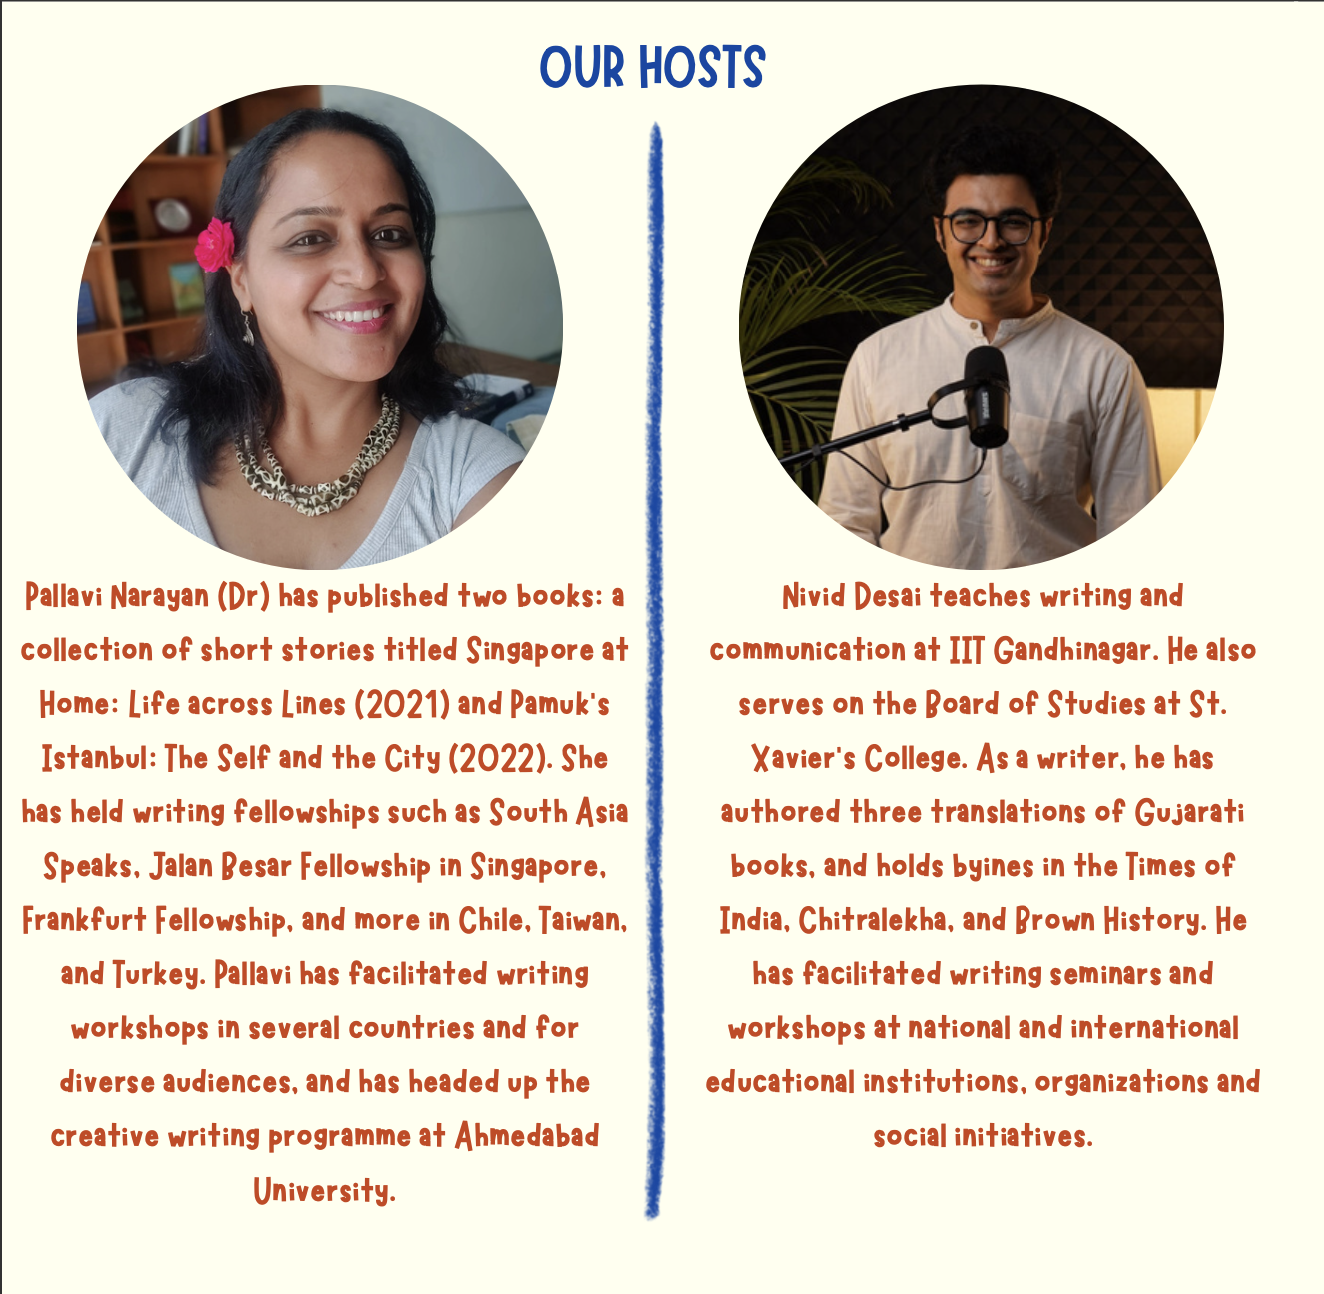 OUR HOSTS
Pallavi Narayan (Dr) has published two books: a
collection of short stories titled Singapore at
Home: Life across Lines (2021) and Pamuk's
Istanbul: The Self and the City (2022). She
has held writing fellowships such as South Asia
Speaks, Jalan Besar Fellowship in Singapore,
Frankfurt Fellowship, and more in Chile, Taiwan,
and Turkey. Pallavi has facilitated writing
workshops in several countries and for
diverse audiences, and has headed up the
creative writing programme at Ahmedabad
University.
Nivid Desai teaches writing and
communication at IIT Gandhinagar. He also
serves on the Board of Studies at St.
Xavier's College. As a writer, he has
authored three translations of Gujarati
books, and holds byines in the Times of
India, Chitralekha, and Brown History. He
has facilitated writing seminars and
workshops at national and international
educational institutions, organizations and
social initiatives.